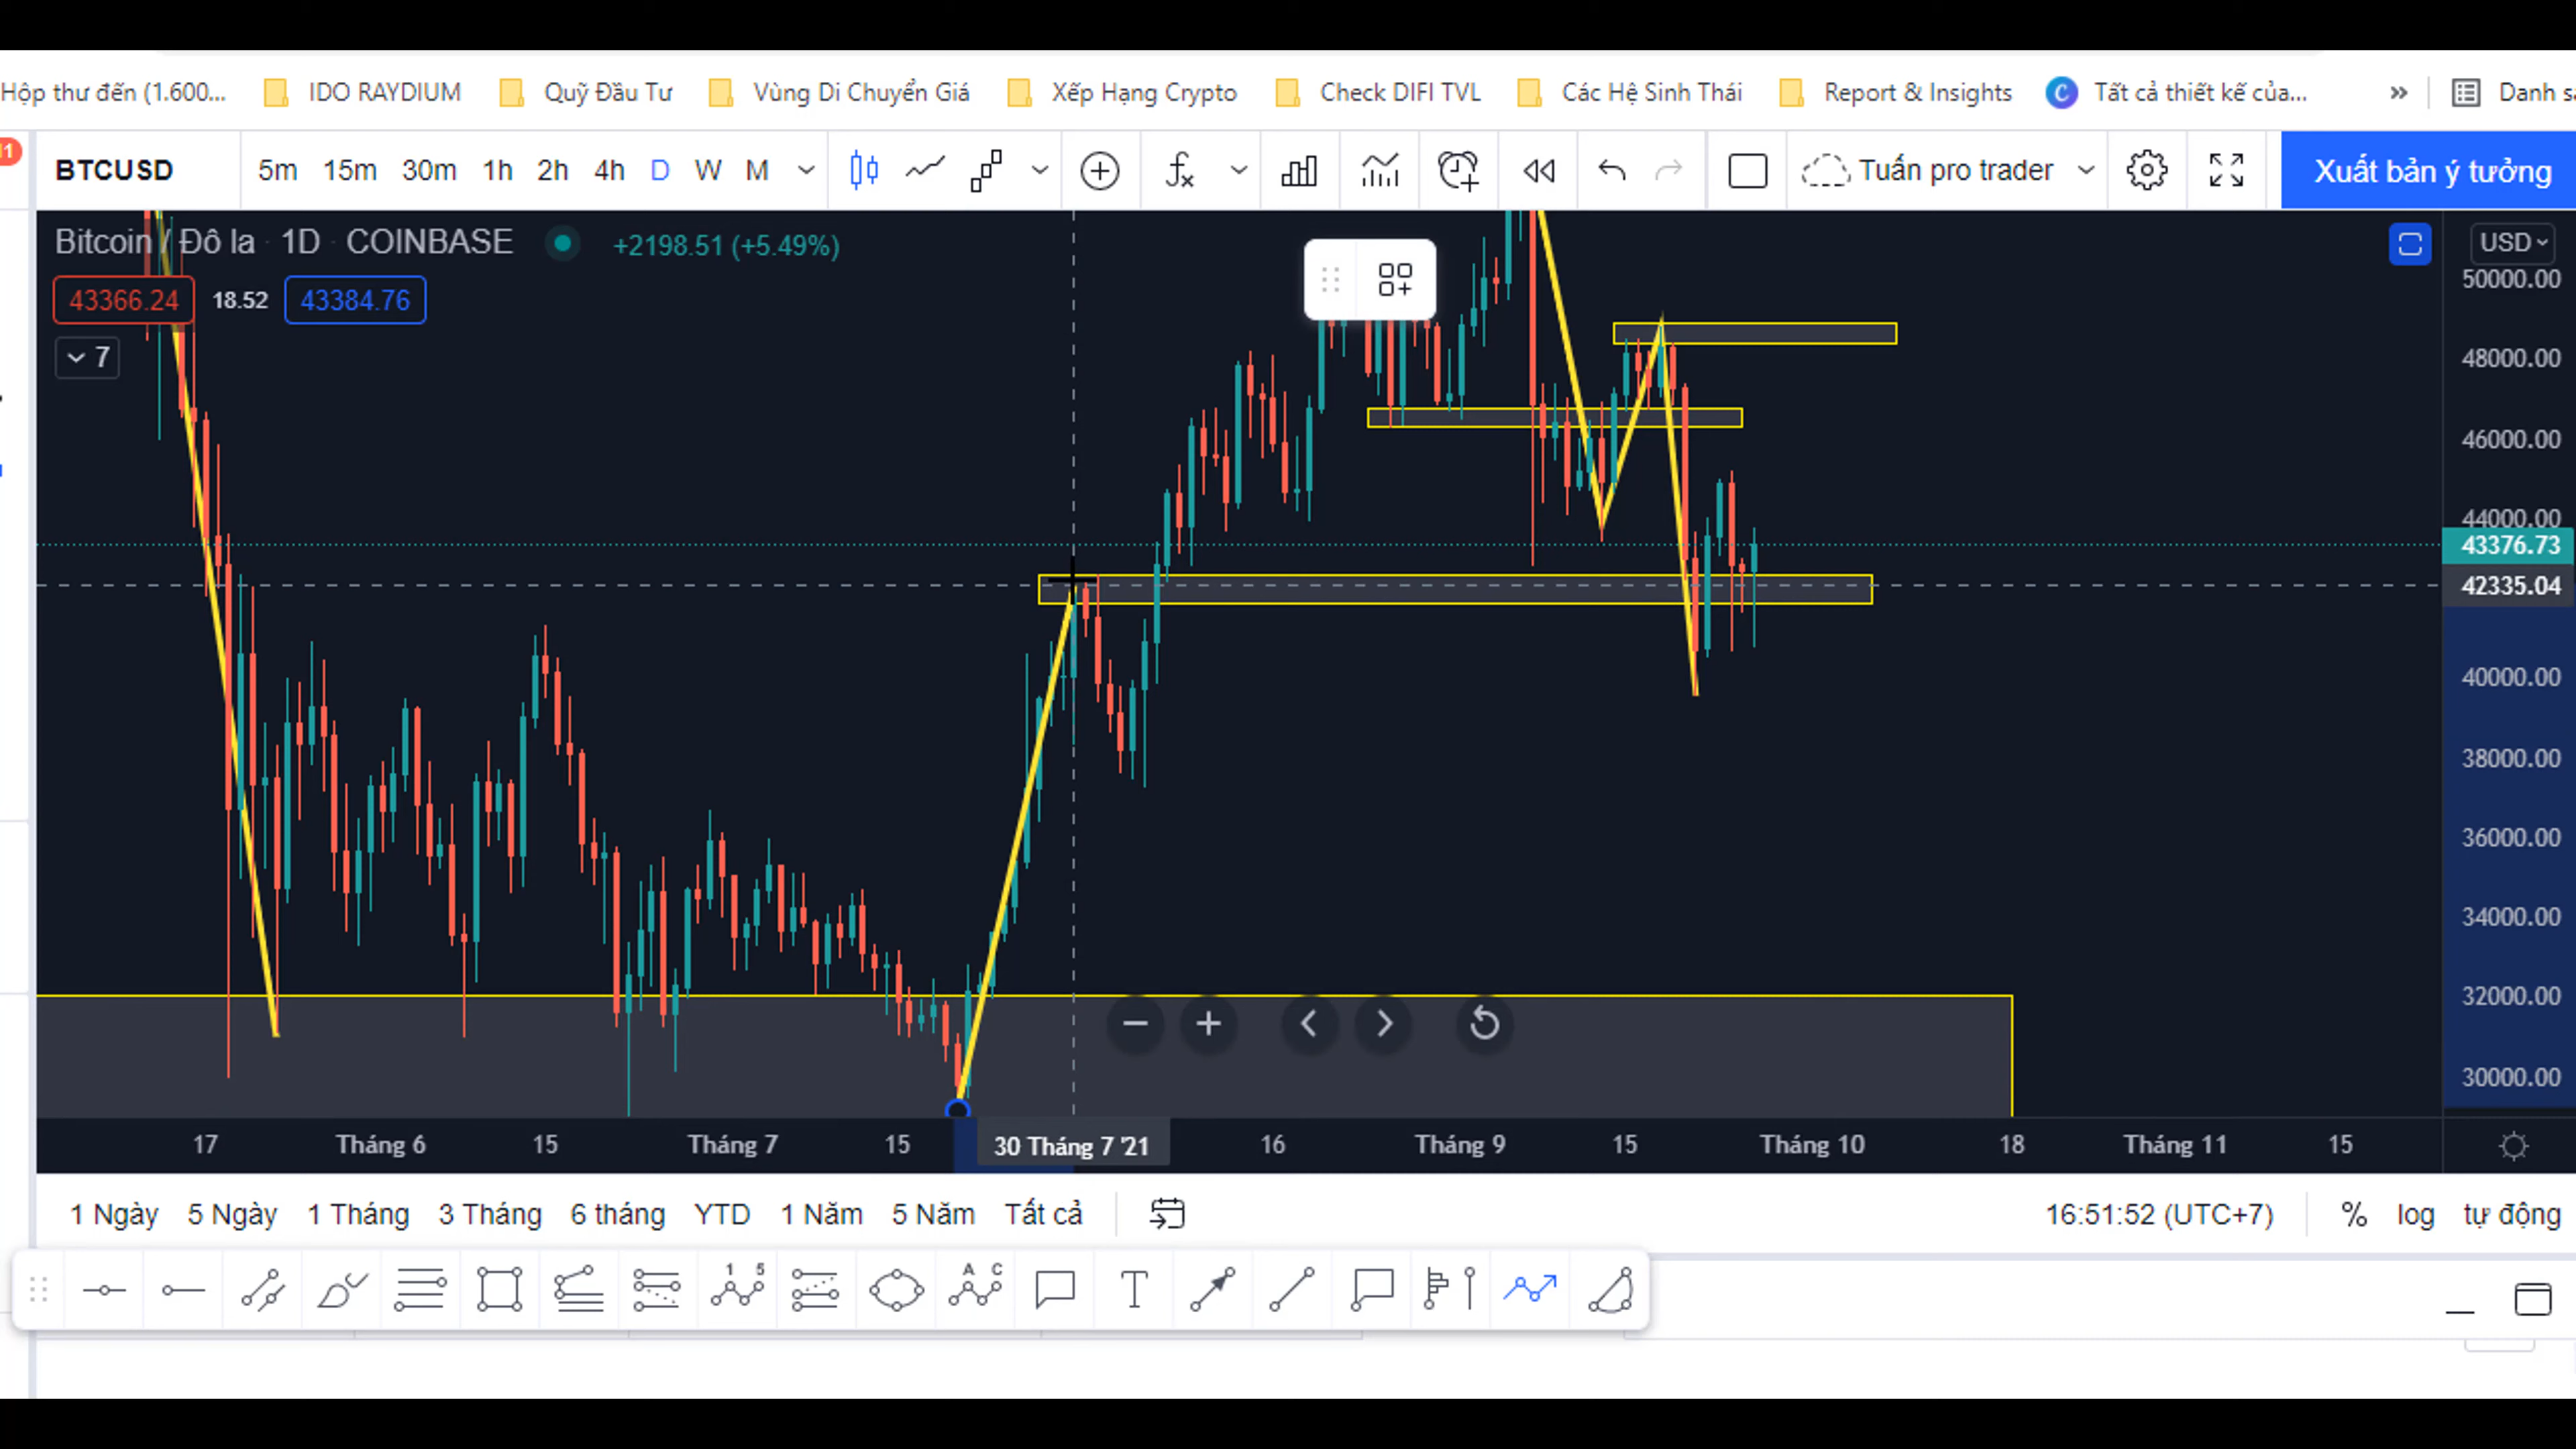 Hộp thư đến (1.600... IDO RAYDIUM Quỹ Đầu Tư Vùng Di Chuyển Giá Xếp Hạng Crypto Check DIFI TVL Các Hệ Sinh Thái Report & Insights C Tất cả thiết kế của... » Danh sá
BTCUSD 5m 15m 30m 1h 2h 4h D W M fx Tuấn pro trader Xuất bản ý tưởng
Bitcoin / Đô la · 1D · COINBASE +2198.51 (+5.49%) USD
43366.24 18.52 43384.76
7
50000.00
48000.00
46000.00
44000.00
43376.73
42335.04
40000.00
38000.00
36000.00
34000.00
32000.00
30000.00
17 Tháng 6 15 Tháng 7 15 30 Tháng 7 '21 16 Tháng 9 15 Tháng 10 18 Tháng 11 15
1 Ngày 5 Ngày 1 Tháng 3 Tháng 6 tháng YTD 1 Năm 5 Năm Tất cả 16:51:52 (UTC+7) % log tự động
1 5 A C T